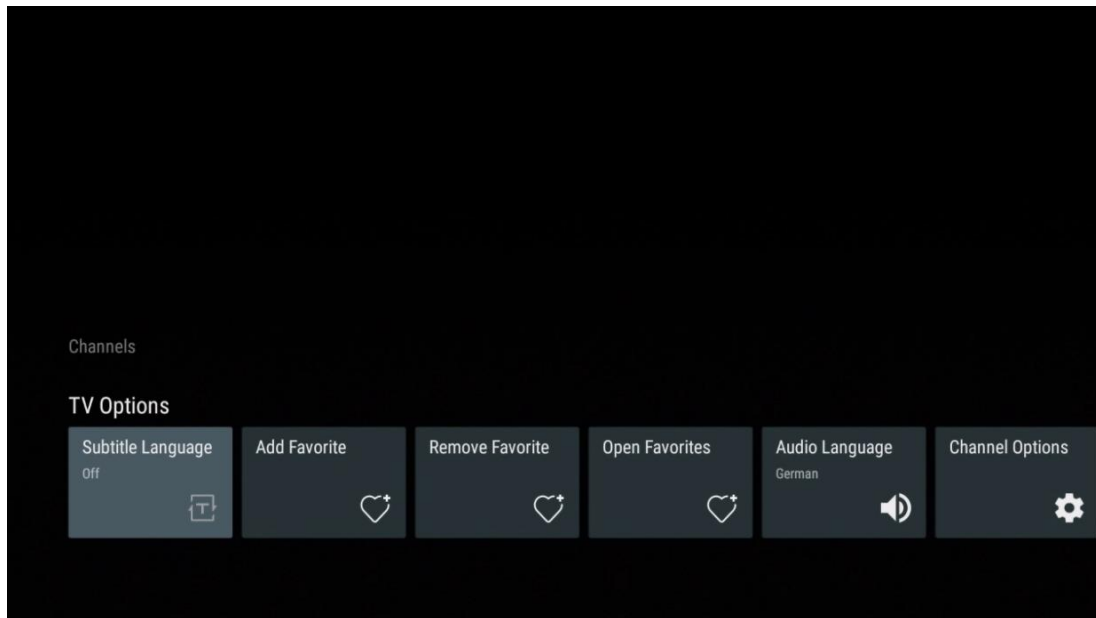 Channels
TV Options
Subtitle Language
Off
Add Favorite
Remove Favorite
Open Favorites
Audio Language
German
Channel Options